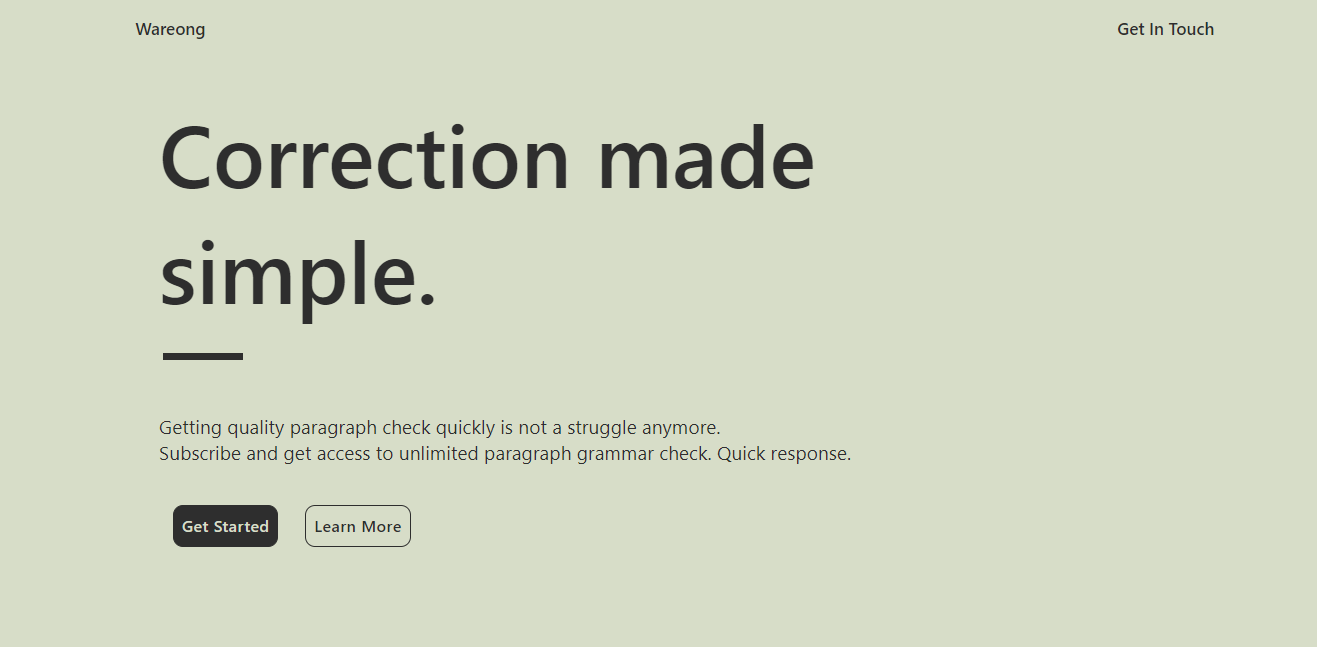 Wareong
Get In Touch
Correction made
simple.
Getting quality paragraph check quickly is not a struggle anymore.
Subscribe and get access to unlimited paragraph grammar check. Quick response.
Get Started
Learn More